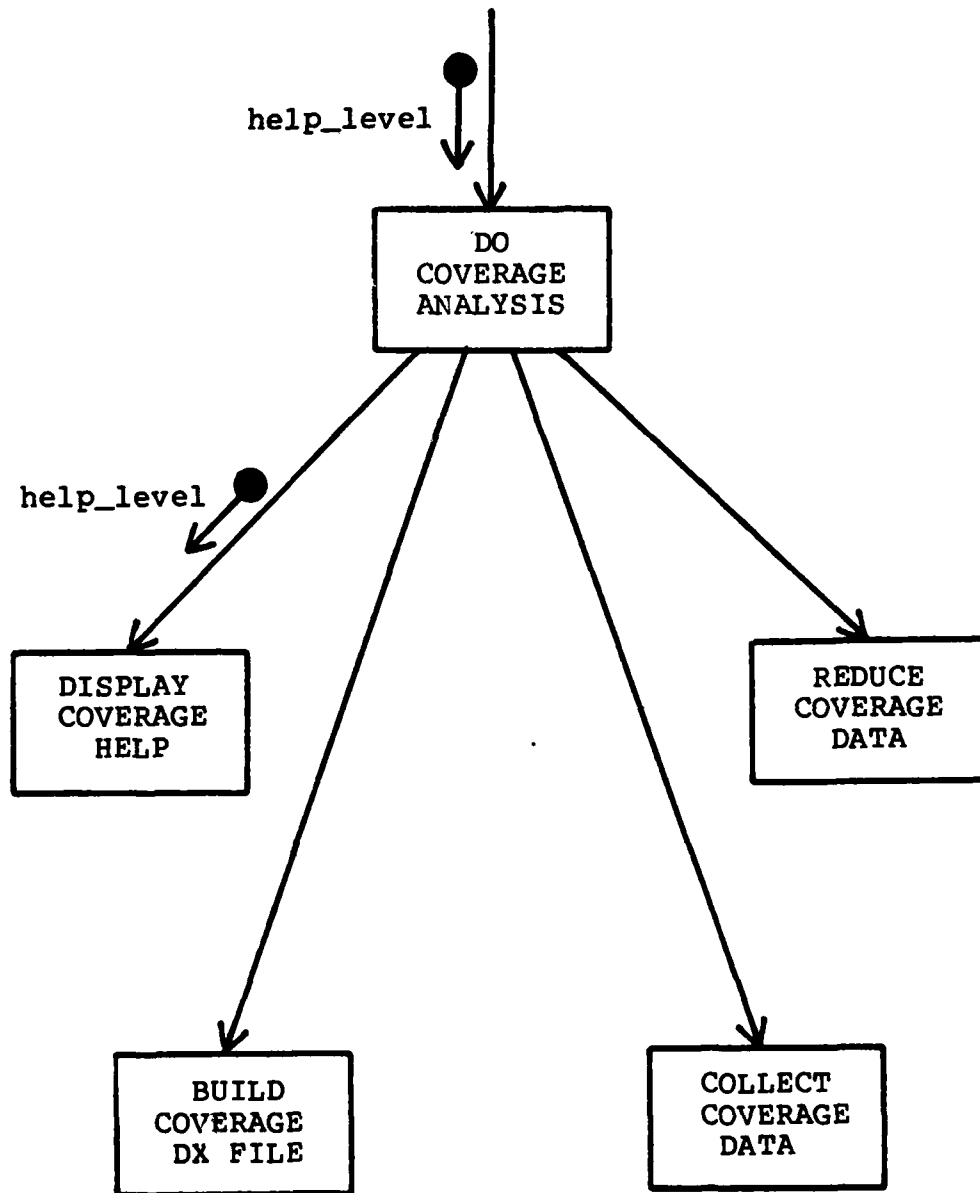 help_level
DO
COVERAGE
ANALYSIS
help_level
DISPLAY
COVERAGE
HELP
REDUCE
COVERAGE
DATA
BUILD
COVERAGE
DX FILE
COLLECT
COVERAGE
DATA